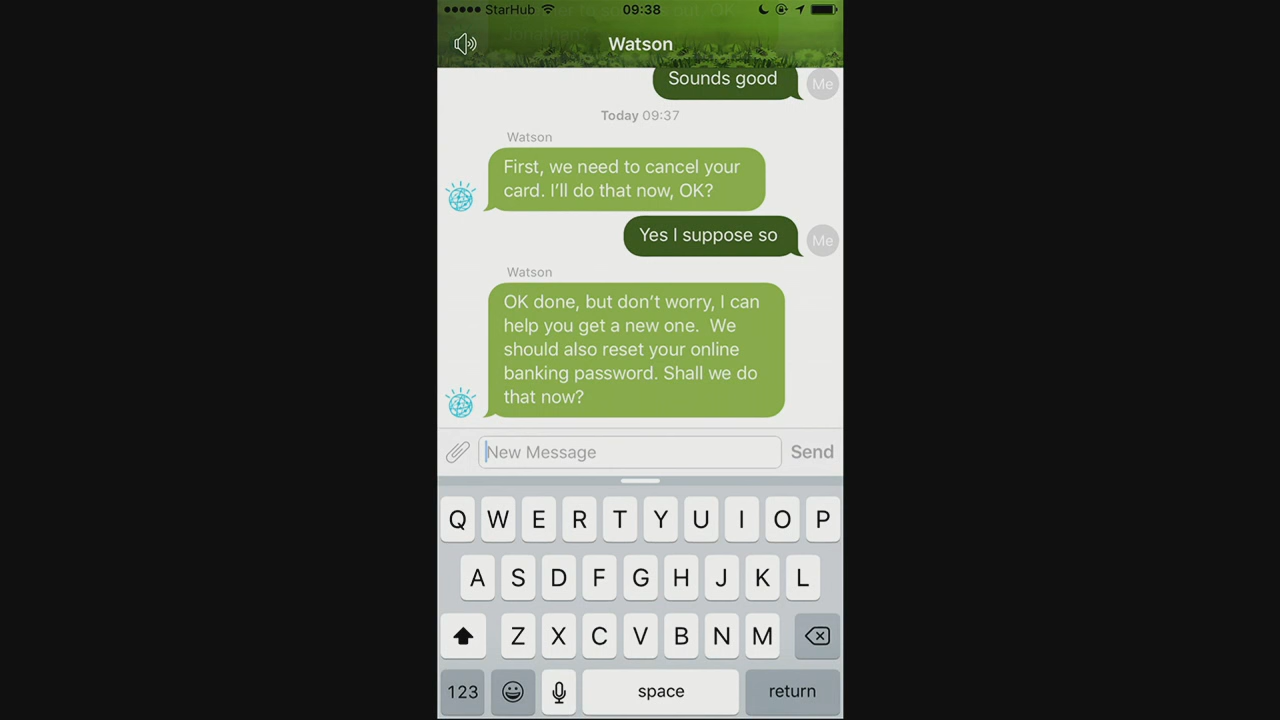 StarHub 09:38
Watson
Sounds good
Me
Today 09:37
Watson
First, we need to cancel your
card. I’ll do that now, OK?
Yes I suppose so
Me
Watson
OK done, but don’t worry, I can
help you get a new one.  We
should also reset your online
banking password. Shall we do
that now?
New Message
Send
Q W E R T Y U I O P
A S D F G H J K L
Z X C V B N M
123 space return